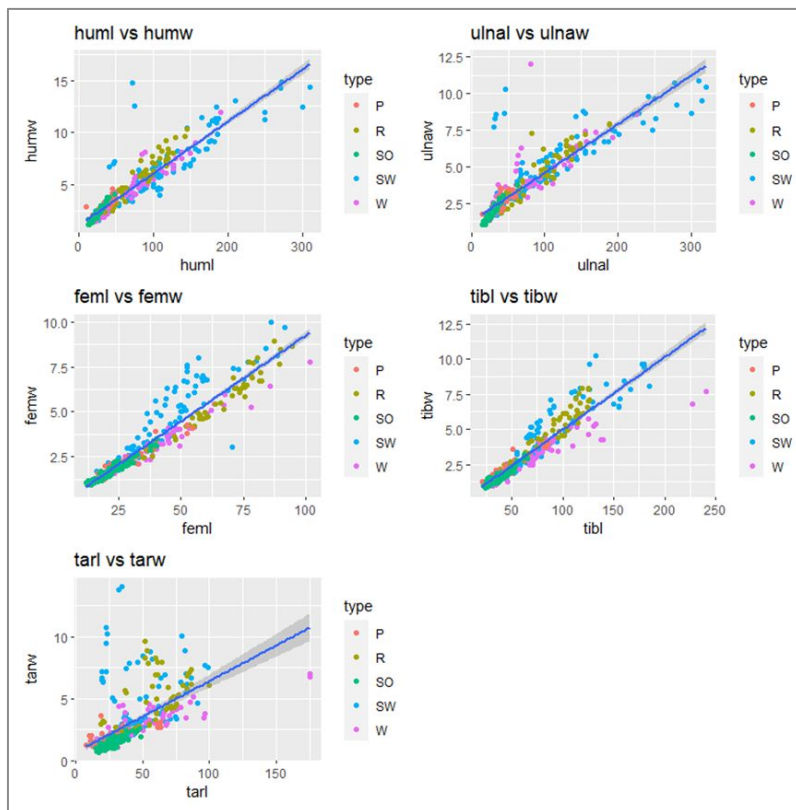 huml vs humw
humw
15
10
5
0
100
200
300
huml
type
P
R
SO
SW
W
ulnal vs ulnaw
ulnaw
12.5
10.0
7.5
5.0
2.5
0
100
200
300
ulnal
type
P
R
SO
SW
W
feml vs femw
femw
10.0
7.5
5.0
2.5
25
50
75
100
feml
type
P
R
SO
SW
W
tibl vs tibw
tibw
12.5
10.0
7.5
5.0
2.5
50
100
150
200
250
tibl
type
P
R
SO
SW
W
tarl vs tarw
tarw
10
5
0
0
50
100
150
tarl
type
P
R
SO
SW
W